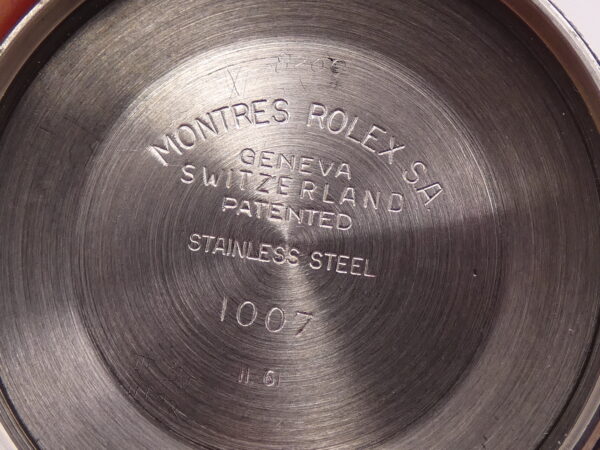 MONTRES ROLEX S.A.
GENEVA
SWITZERLAND
PATENTED
STAINLESS STEEL
1007
II 61